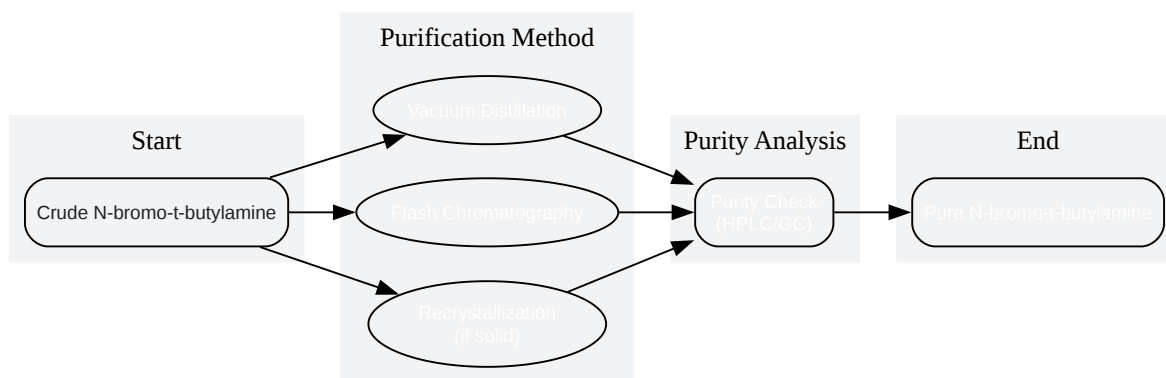 Purification Method
Vacuum Distillation
Start
Purity Analysis
End
Crude N-bromo-t-butylamine
Flash Chromatography
Purity Check
(HPLC/GC)
Pure N-bromo-t-butylamine
Recrystallization
(if solid)